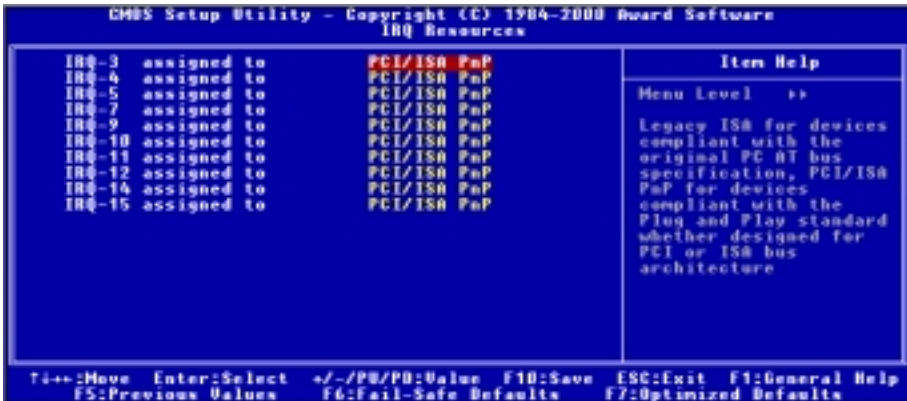 CMOS Setup Utility - Copyright (C) 1984-2000 Award Software
IRQ Resources
IRQ-3 assigned to PCI/ISA PnP
IRQ-4 assigned to PCI/ISA PnP
IRQ-5 assigned to PCI/ISA PnP
IRQ-7 assigned to PCI/ISA PnP
IRQ-9 assigned to PCI/ISA PnP
IRQ-10 assigned to PCI/ISA PnP
IRQ-11 assigned to PCI/ISA PnP
IRQ-12 assigned to PCI/ISA PnP
IRQ-14 assigned to PCI/ISA PnP
IRQ-15 assigned to PCI/ISA PnP
Item Help
Menu Level ▸▸
Legacy ISA for devices
compliant with the
original PC AT bus
specification, PCI/ISA
PnP for devices
compliant with the
Plug and Play standard
whether designed for
PCI or ISA bus
architecture
↑↓→←:Move Enter:Select +/-/PU/PD:Value F10:Save ESC:Exit F1:General Help
F5:Previous Values F6:Fail-Safe Defaults F7:Optimized Defaults